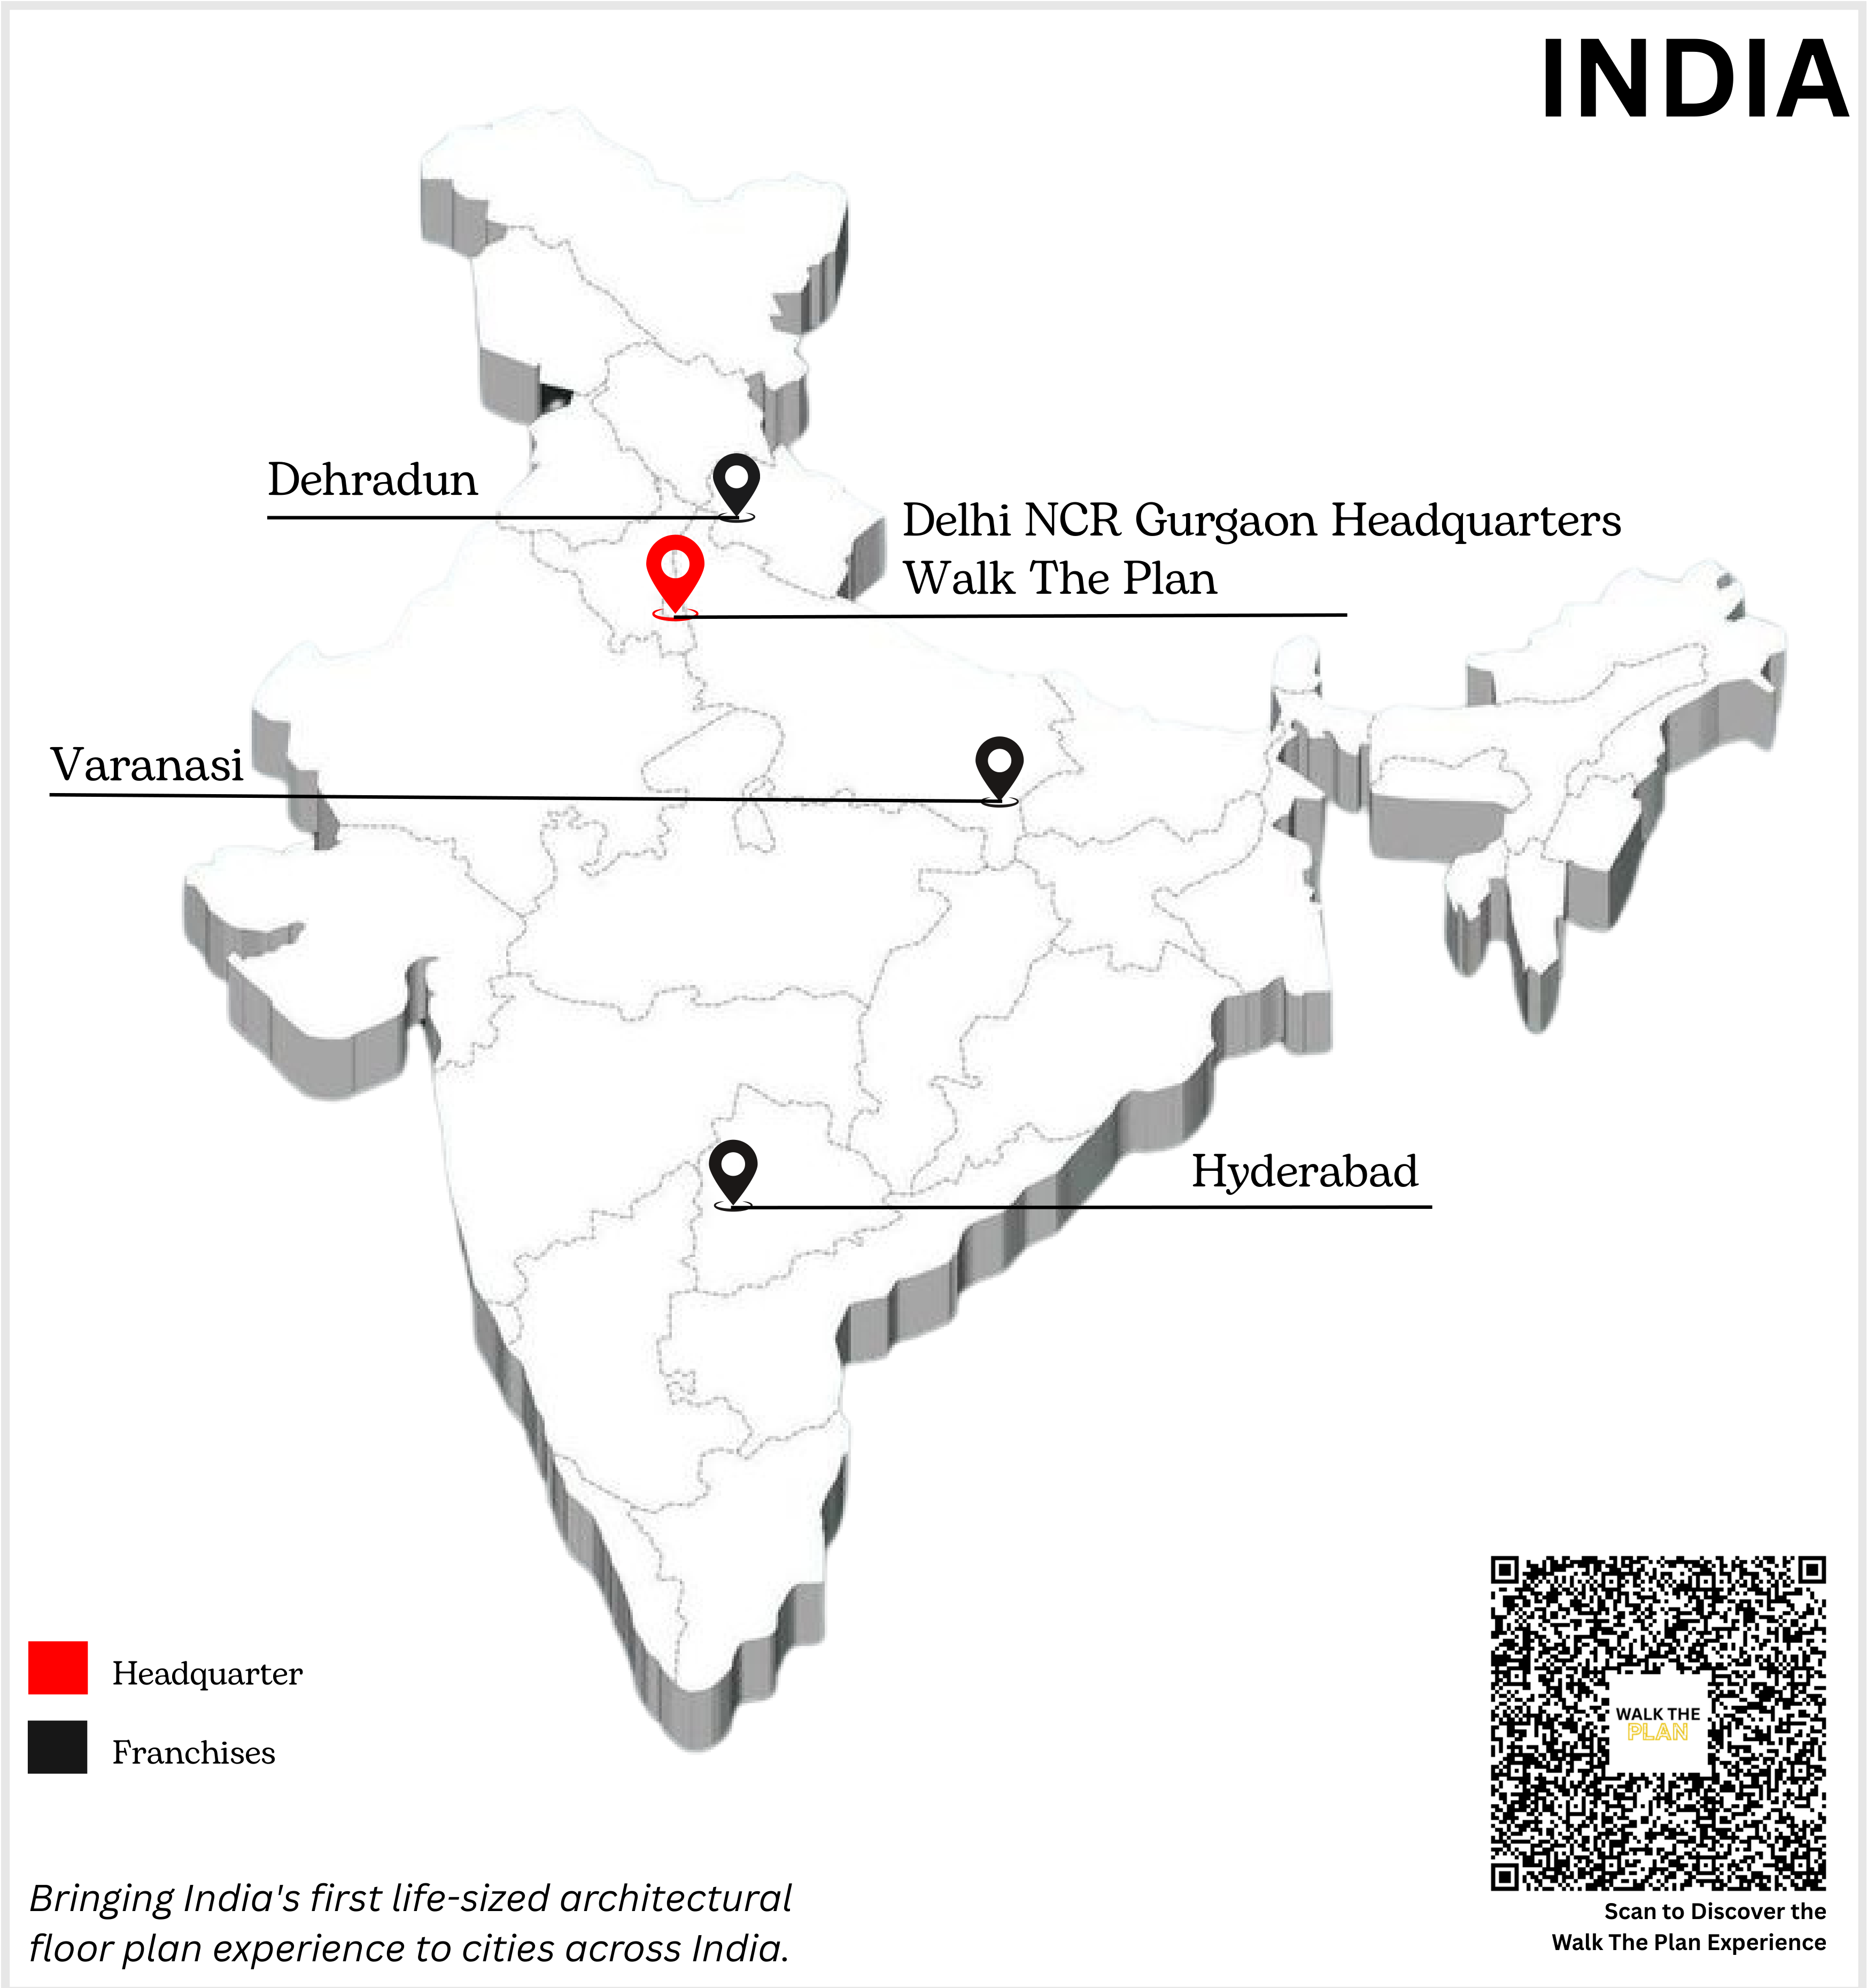 INDIA
Dehradun
Delhi NCR Gurgaon Headquarters
Walk The Plan
Varanasi
Hyderabad
Headquarter
Franchises
WALK THE
PLAN
Bringing India's first life-sized architectural
floor plan experience to cities across India.
Scan to Discover the
Walk The Plan Experience